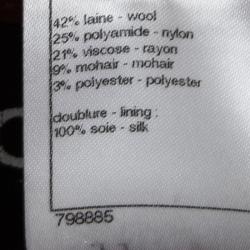 42% laine - wool
25% polyamide - nylon
21% viscose - rayon
9% mohair - mohair
3% polyester - polyester
doublure - lining :
100% soie - silk
798885